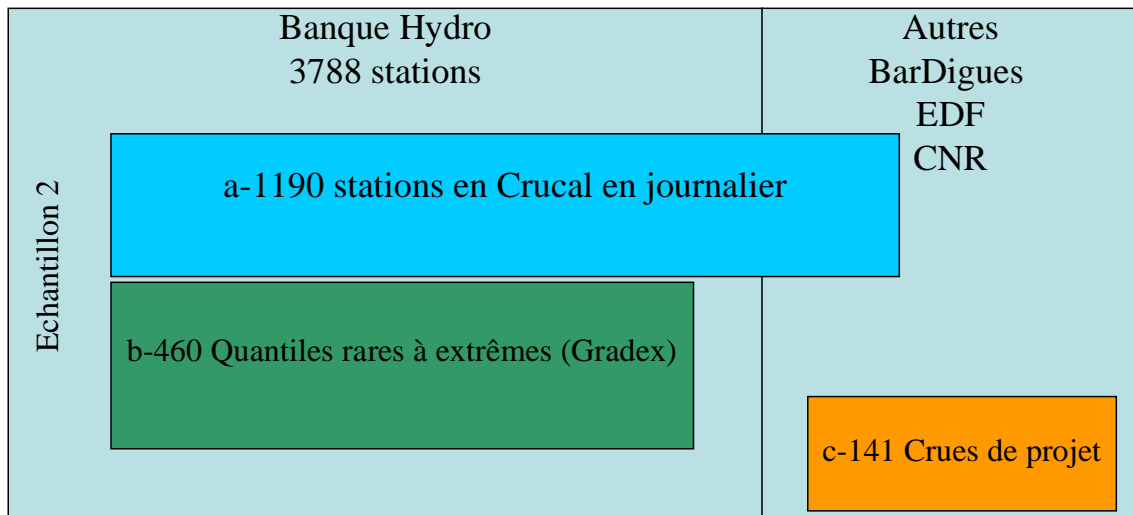 Banque Hydro
3788 stations
Autres
BarDigues
EDF
CNR
Echantillon 2
a-1190 stations en Crucal en journalier
b-460 Quantiles rares à extrêmes (Gradex)
c-141 Crues de projet